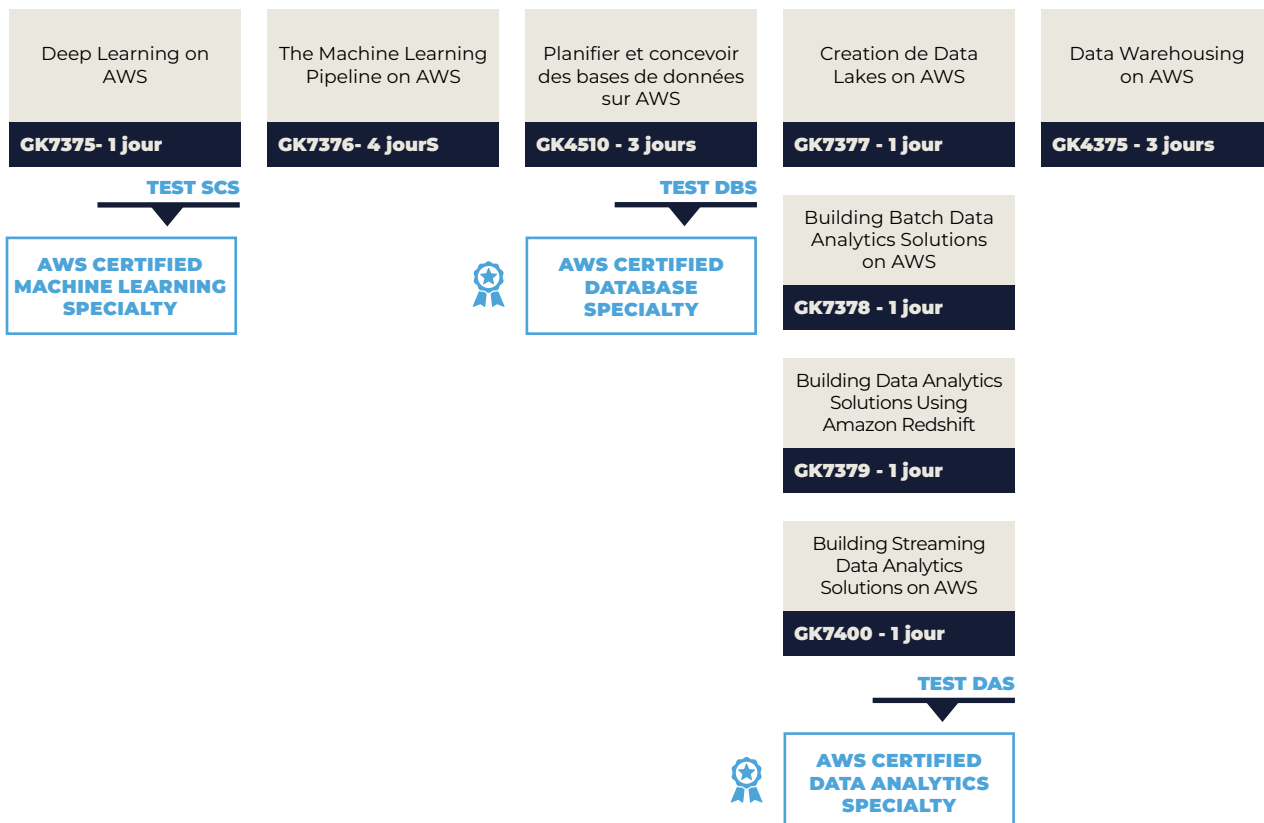 Deep Learning on
AWS
GK7375- 1 jour
TEST SCS
AWS CERTIFIED
MACHINE LEARNING
SPECIALTY
The Machine Learning
Pipeline on AWS
GK7376- 4 jourS
Planifier et concevoir
des bases de données
sur AWS
GK4510 - 3 jours
TEST DBS
AWS CERTIFIED
DATABASE
SPECIALTY
Creation de Data
Lakes on AWS
GK7377 - 1 jour
Building Batch Data
Analytics Solutions
on AWS
GK7378 - 1 jour
Building Data Analytics
Solutions Using
Amazon Redshift
GK7379 - 1 jour
Building Streaming
Data Analytics
Solutions on AWS
GK7400 - 1 jour
TEST DAS
AWS CERTIFIED
DATA ANALYTICS
SPECIALTY
Data Warehousing
on AWS
GK4375 - 3 jours